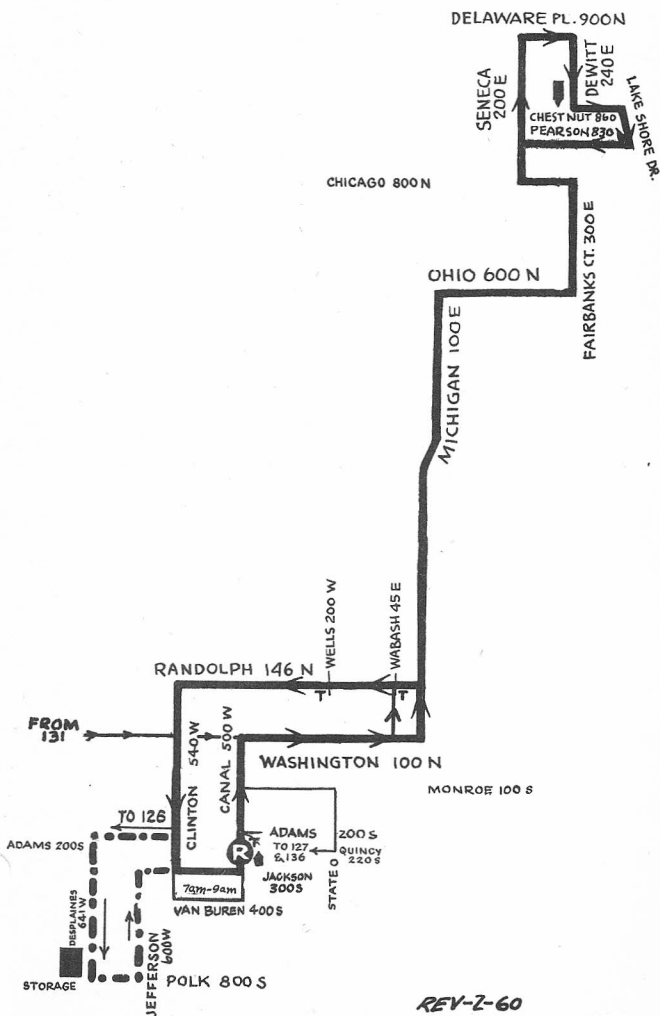 DELAWARE PL. 900N
SENECA
200 E
DEWITT
240 E
LAKE SHORE DR.
CHESTNUT 860
PEARSON 830
CHICAGO 800 N
FAIRBANKS CT. 300 E
OHIO 600 N
MICHIGAN 100 E
WELLS 200 W
WABASH 45 E
RANDOLPH 146 N
T
T
FROM
131
CLINTON 540 W
CANAL 500 W
WASHINGTON 100 N
MONROE 100 S
TO 126
ADAMS 200S
ADAMS 200 S
TO 127
& 136
QUINCY
220 S
R
JACKSON
300S
STATE 0
7am-9am
VAN BUREN 400 S
DESPLAINES
641 W
JEFFERSON
600W
POLK 800 S
STORAGE
REV-2-60